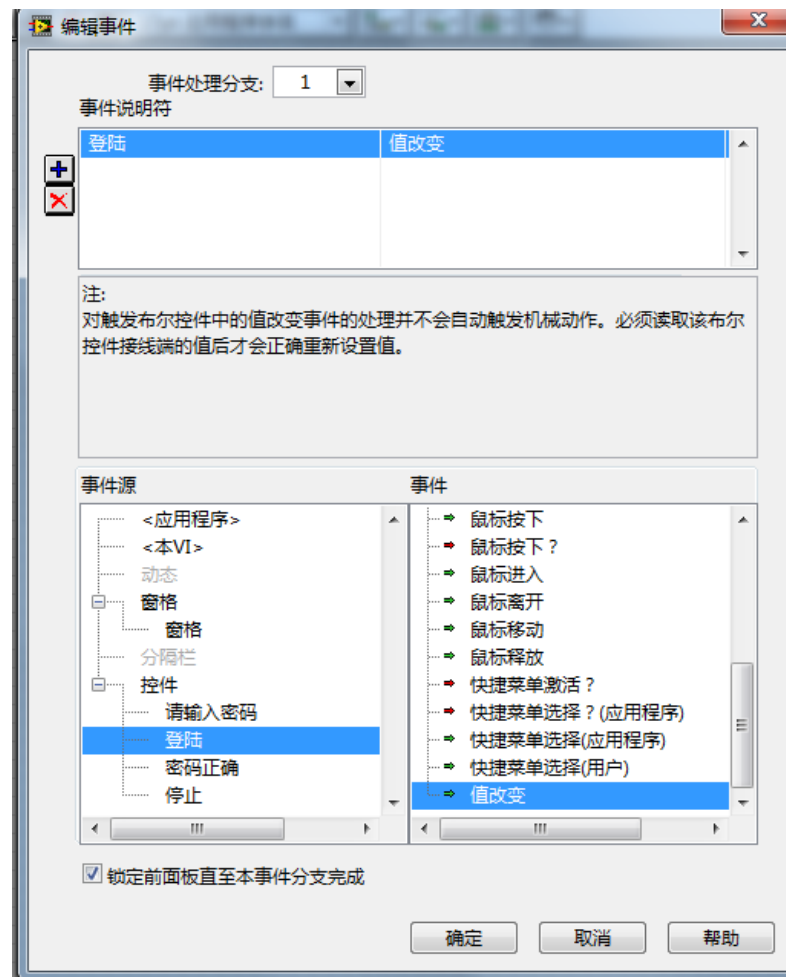 编辑事件
事件处理分支: 1
事件说明符
登陆 值改变
注:
对触发布尔控件中的值改变事件的处理并不会自动触发机械动作。必须读取该布尔
控件接线端的值后才会正确重新设置值。
事件源
<应用程序>
<本VI>
动态
窗格
窗格
分隔栏
控件
请输入密码
登陆
密码正确
停止
事件
鼠标按下
鼠标按下？
鼠标进入
鼠标离开
鼠标移动
鼠标释放
快捷菜单激活？
快捷菜单选择？(应用程序)
快捷菜单选择(应用程序)
快捷菜单选择(用户)
值改变
锁定前面板直至本事件分支完成
确定 取消 帮助